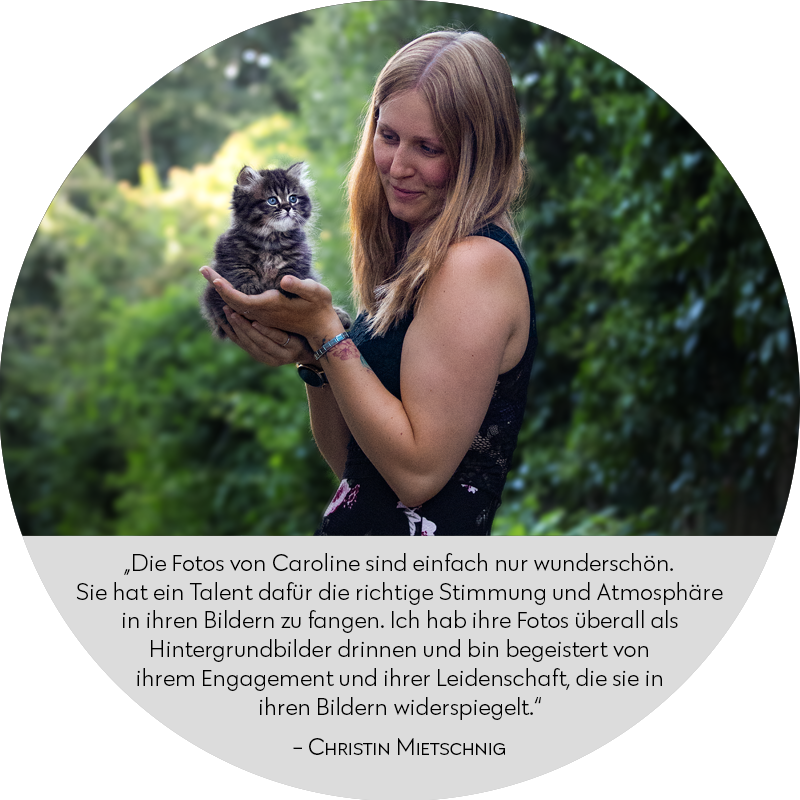 „Die Fotos von Caroline sind einfach nur wunderschön.
Sie hat ein Talent dafür die richtige Stimmung und Atmosphäre
in ihren Bildern zu fangen. Ich hab ihre Fotos überall als
Hintergrundbilder drinnen und bin begeistert von
ihrem Engagement und ihrer Leidenschaft, die sie in
ihren Bildern widerspiegelt.“
– Christin Mietschnig